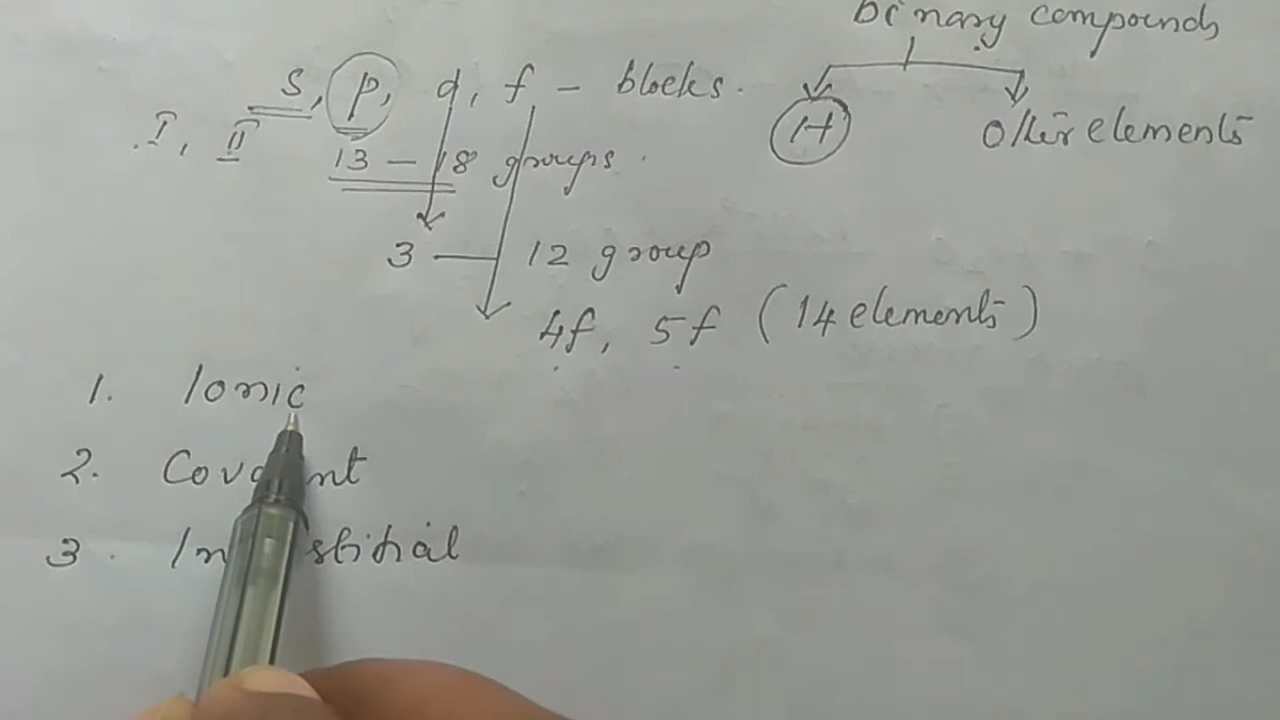 Binary compounds
S, p, d, f - blocks.
H
Other elements
I, II
13 - 18 groups.
3 — 12 group
4f, 5f (14 elements)
1. Ionic
2. Cov nt
3. In stitial